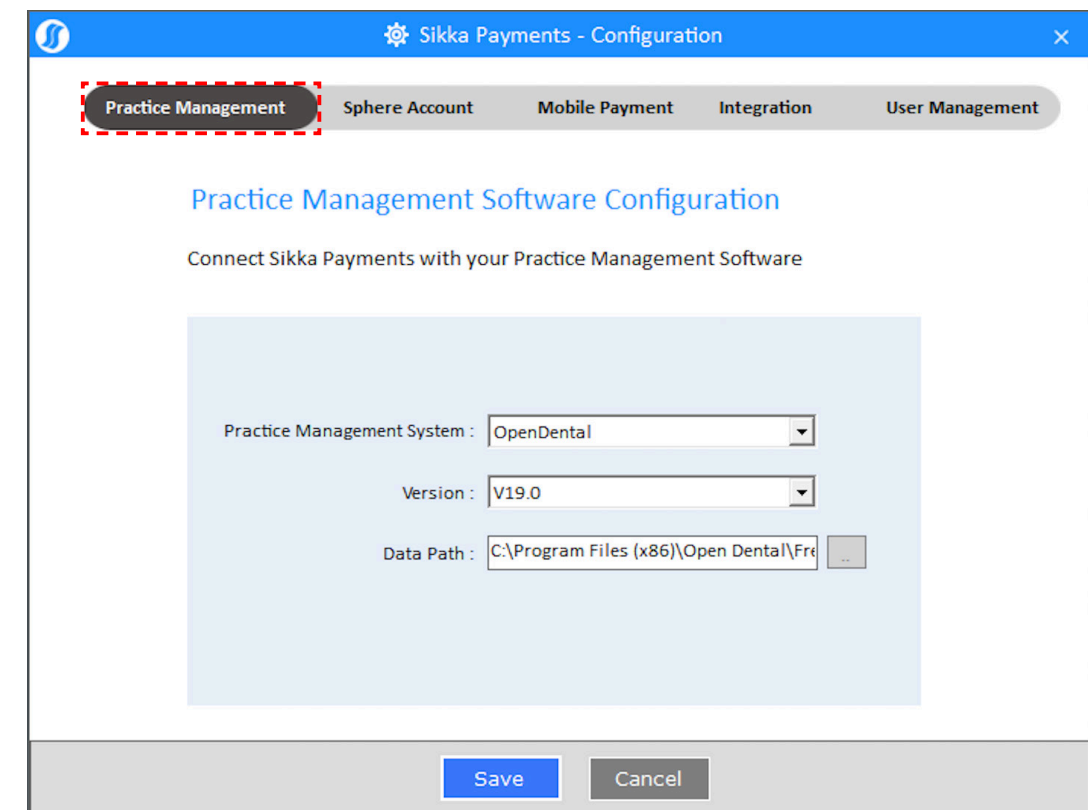 Sikka Payments - Configuration
Practice Management Sphere Account Mobile Payment Integration User Management
Practice Management Software Configuration
Connect Sikka Payments with your Practice Management Software
Practice Management System : OpenDental
Version : V19.0
Data Path : C:\Program Files (x86)\Open Dental\Fre ..
Save Cancel